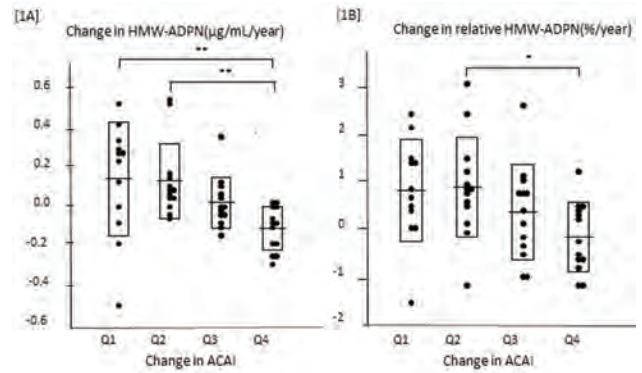 [1A]
Change in HMW-ADPN(µg/mL/year)
**
**
0.6
0.4
0.2
0.0
-0.2
-0.4
-0.6
Q1 Q2 Q3 Q4
Change in ACAI
[1B]
Change in relative HMW-ADPN(%/year)
*
3
2
1
0
-1
-2
Q1 Q2 Q3 Q4
Change in ACAI